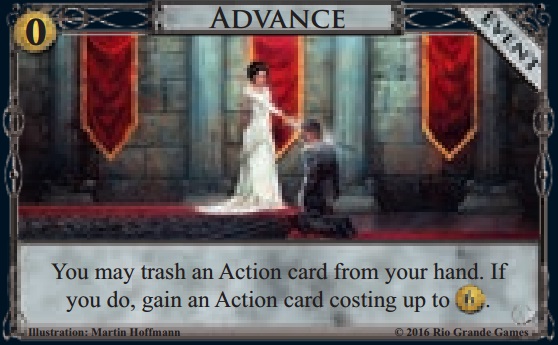 ADVANCE
0
EVENT
You may trash an Action card from your hand. If
you do, gain an Action card costing up to 6.
Illustration: Martin Hoffmann
© 2016 Rio Grande Games